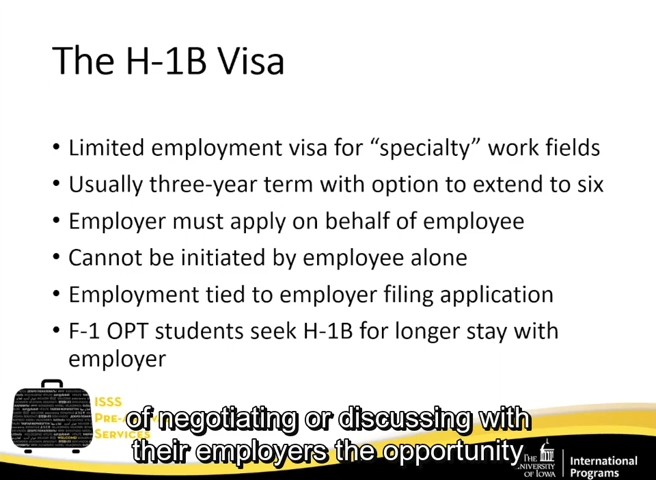 The H-1B Visa
• Limited employment visa for “specialty” work fields
• Usually three-year term with option to extend to six
• Employer must apply on behalf of employee
• Cannot be initiated by employee alone
• Employment tied to employer filing application
• F-1 OPT students seek H-1B for longer stay with
employer
ISSS
of negotiating or discussing with
their employers the opportunity
SERVICES
THE
UNIVERSITY
OF IOWA
International
Programs